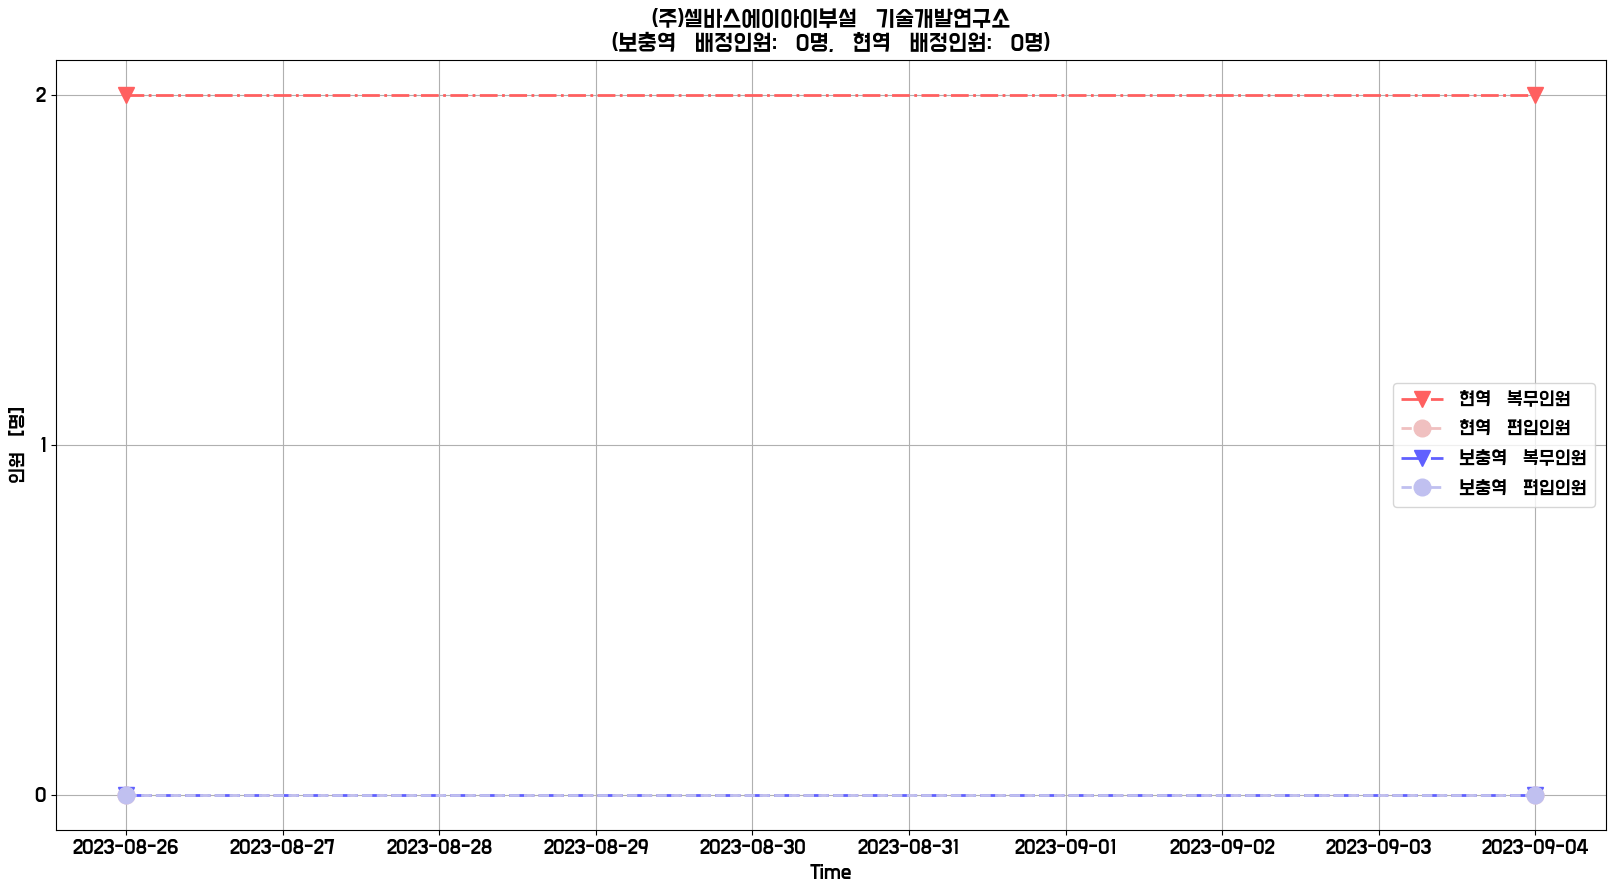 (주)셀바스에이아이부설 기술개발연구소
(보충역 배정인원: 0명, 현역 배정인원: 0명)
2
1
0
인원 [명]
현역 복무인원
현역 편입인원
보충역 복무인원
보충역 편입인원
2023-08-26 2023-08-27 2023-08-28 2023-08-29 2023-08-30 2023-08-31 2023-09-01 2023-09-02 2023-09-03 2023-09-04
Time